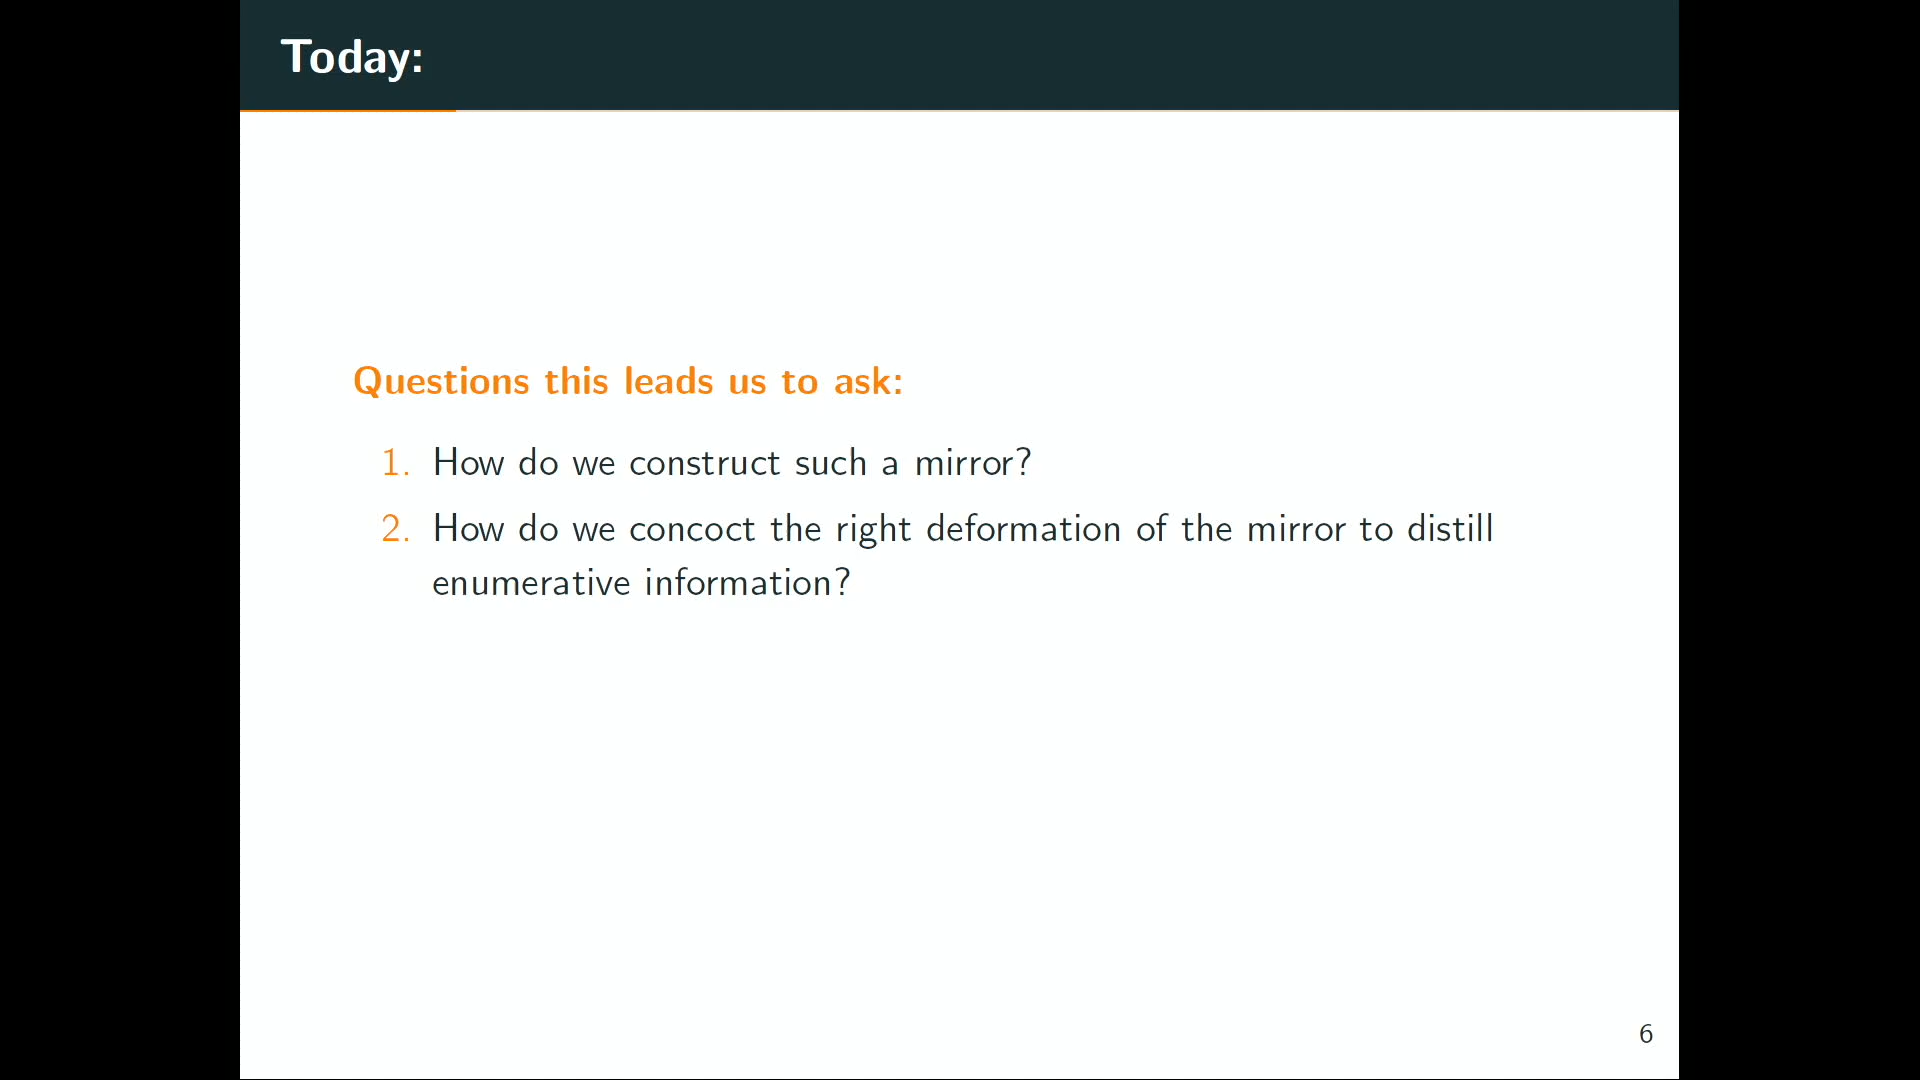 Today:
Questions this leads us to ask:
1. How do we construct such a mirror?
2. How do we concoct the right deformation of the mirror to distill
enumerative information?
6